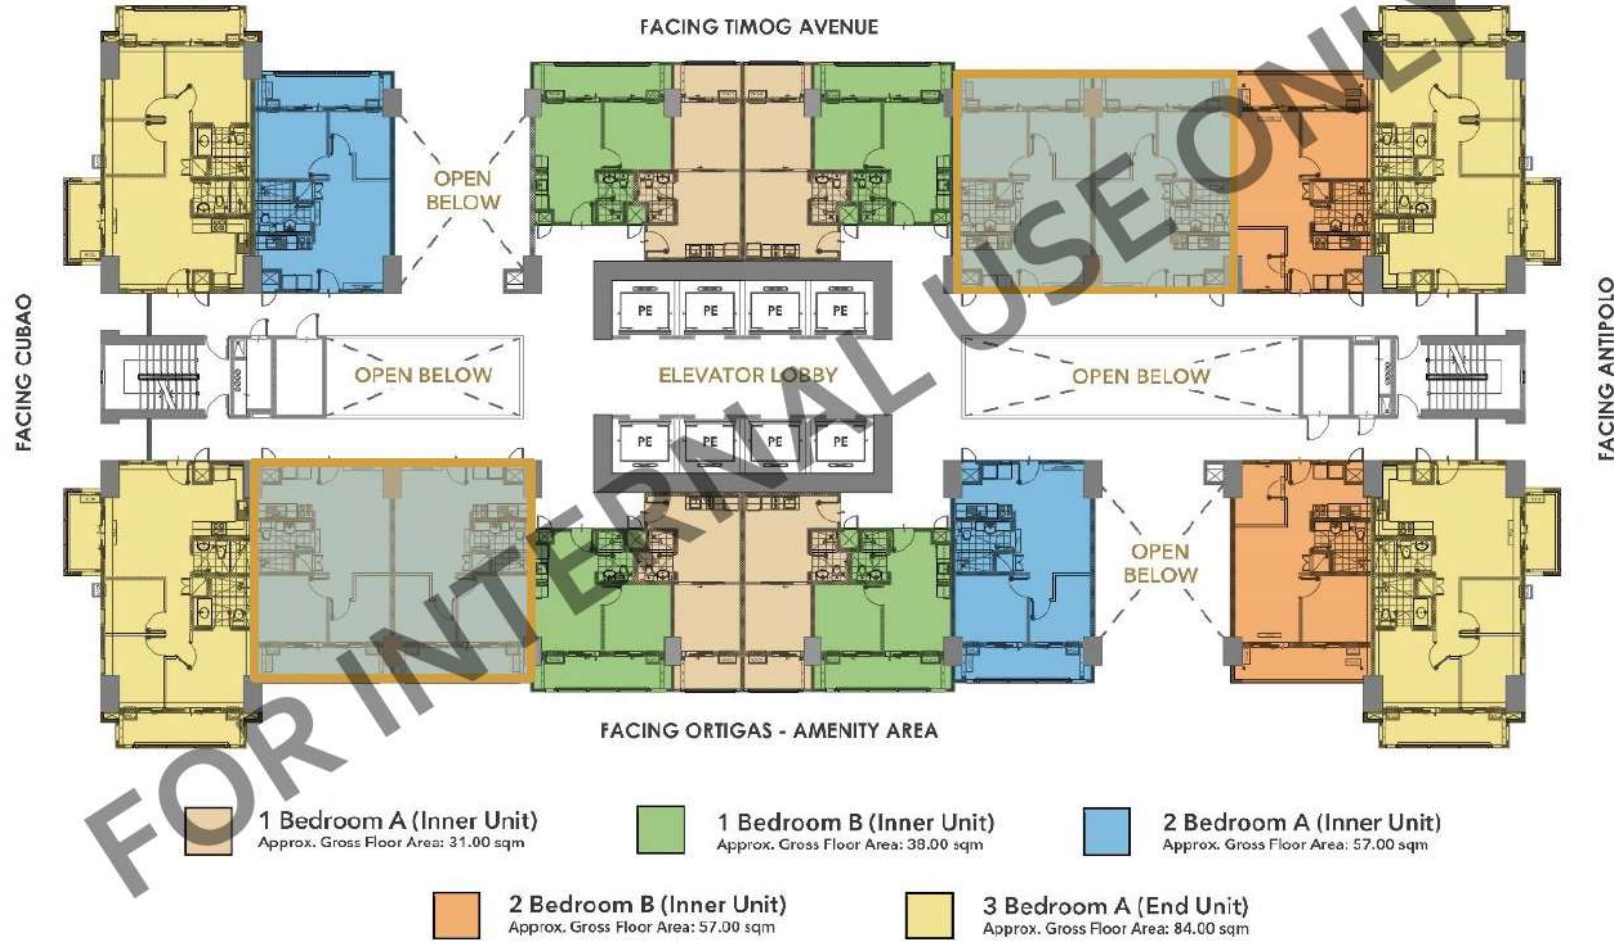 FACING TIMOG AVENUE
OPEN
BELOW
PE PE PE PE
FACING CUBAO
OPEN BELOW
ELEVATOR LOBBY
OPEN BELOW
FACING ANTIPOLO
PE PE PE PE
OPEN
BELOW
FACING ORTIGAS - AMENITY AREA
FOR INTERNAL USE ONLY
1 Bedroom A (Inner Unit)
Approx. Gross Floor Area: 31.00 sqm
1 Bedroom B (Inner Unit)
Approx. Gross Floor Area: 38.00 sqm
2 Bedroom A (Inner Unit)
Approx. Gross Floor Area: 57.00 sqm
2 Bedroom B (Inner Unit)
Approx. Gross Floor Area: 57.00 sqm
3 Bedroom A (End Unit)
Approx. Gross Floor Area: 84.00 sqm